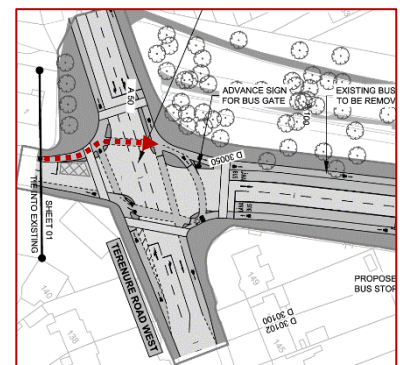 A 50
ADVANCE SIGN
FOR BUS GATE
EXISTING BUS
TO BE REMOV
D 30050
SHEET 01
TIE INTO EXISTING
TERENURE ROAD WEST
PROPOSE
BUS STOP
149
140
138
145
D 30100
D 30102